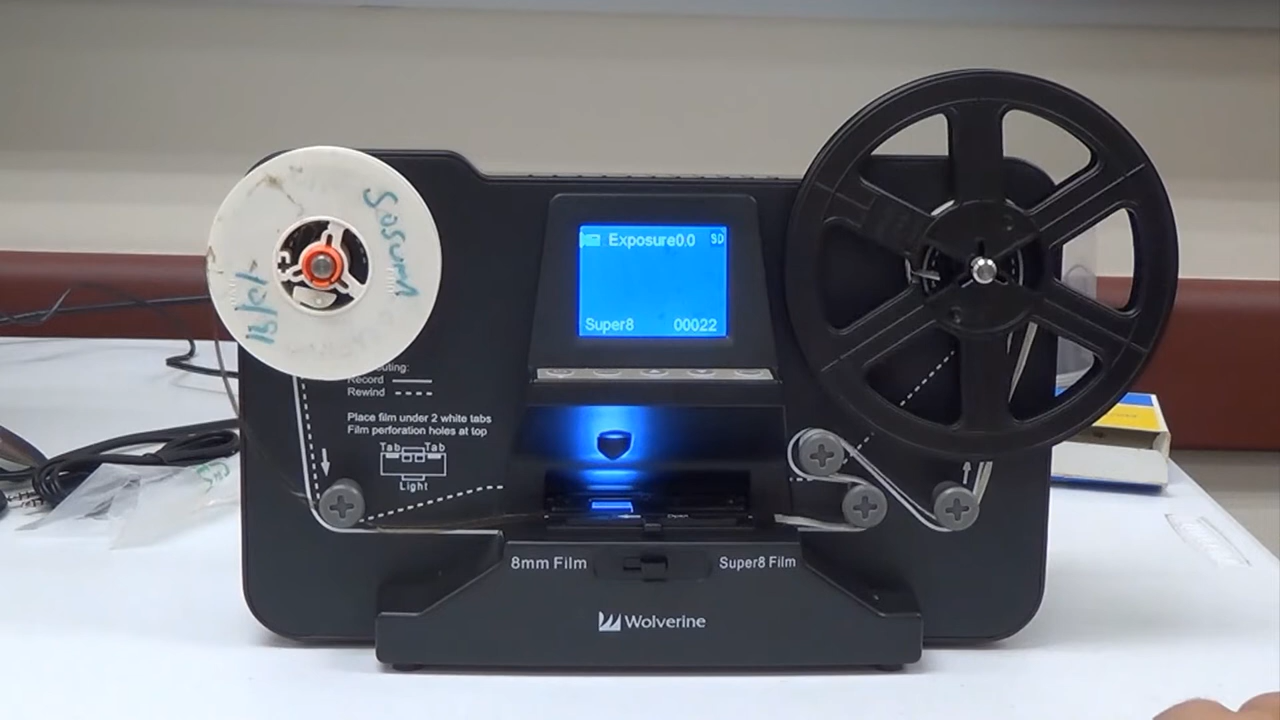 Exposure0.0 SD
Super8 00022
Record
Rewind
Place film under 2 white tabs
Film perforation holes at top
Tab Tab
Light
Open
8mm Film Super8 Film
Wolverine